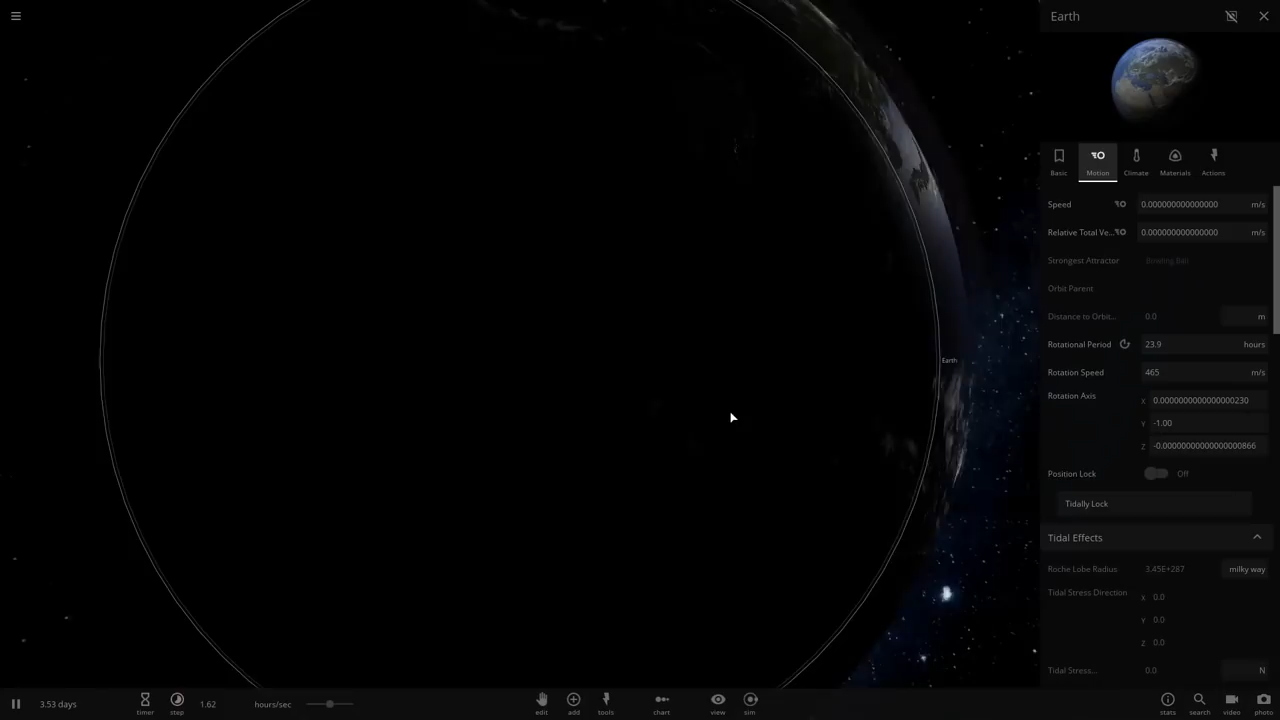 Earth
Basic
Motion
Climate
Materials
Actions
Speed 0.000000000000000 m/s
Relative Total Ve... 0.000000000000000 m/s
Strongest Attractor Bowling Ball
Orbit Parent
Distance to Orbit... 0.0 m
Rotational Period 23.9 hours
Rotation Speed 465 m/s
Rotation Axis X 0.0000000000000000230
Y -1.00
Z -0.00000000000000000866
Position Lock Off
Tidally Lock
Tidal Effects
Roche Lobe Radius 3.45E+287 milky way
Tidal Stress Direction X 0.0
Y 0.0
Z 0.0
Tidal Stress... 0.0 N
Earth
3.53 days
timer
step
1.62 hours/sec
edit
add
tools
chart
view
sim
stats
search
video
photo